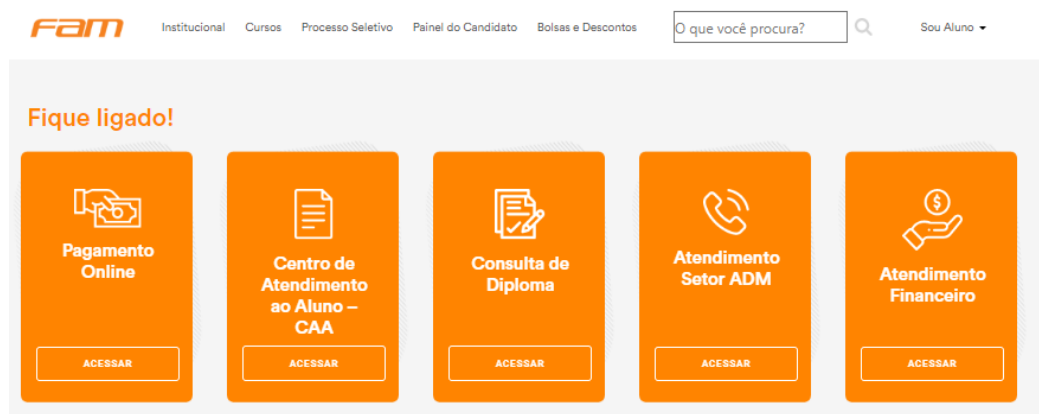 Fam
Institucional Cursos Processo Seletivo Painel do Candidato Bolsas e Descontos O que você procura? Sou Aluno
Fique ligado!
Pagamento
Online
ACESSAR
Centro de
Atendimento
ao Aluno –
CAA
ACESSAR
Consulta de
Diploma
ACESSAR
Atendimento
Setor ADM
ACESSAR
$
Atendimento
Financeiro
ACESSAR